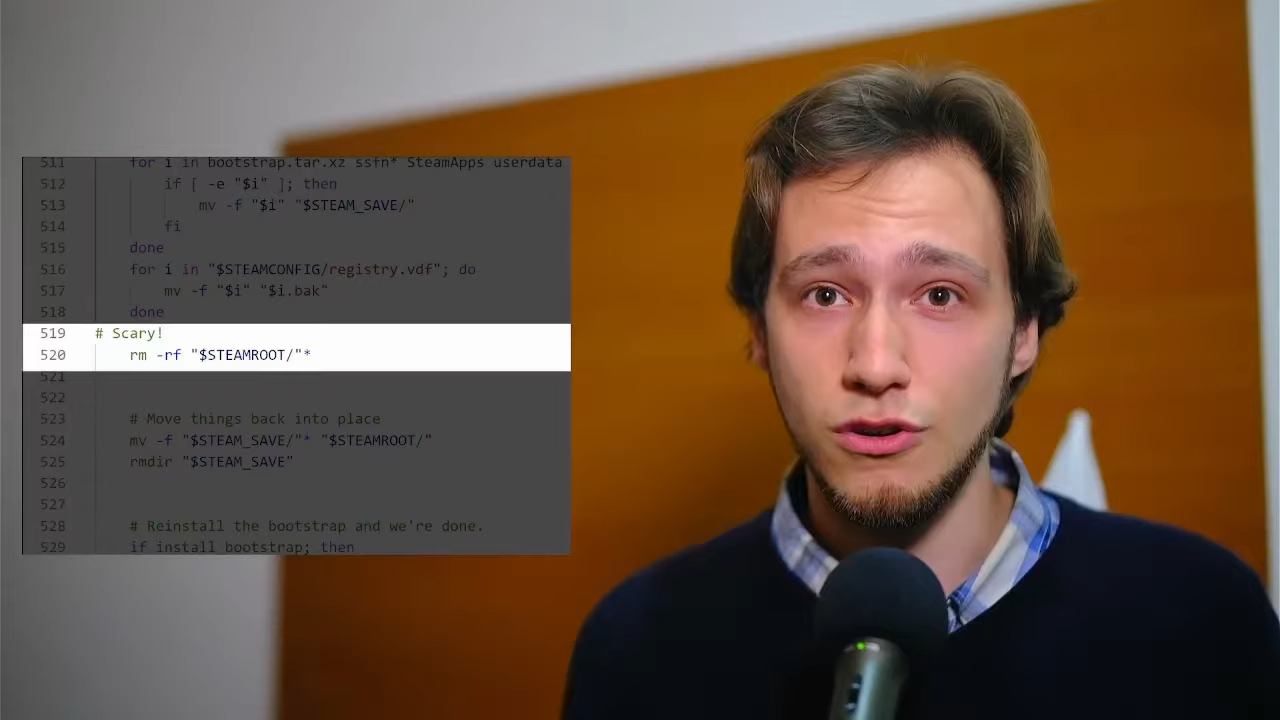 511 for i in bootstrap.tar.xz ssfn* SteamApps userdata
512 if [ -e "$i" ]; then
513 mv -f "$i" "$STEAM_SAVE/"
514 fi
515 done
516 for i in "$STEAMCONFIG/registry.vdf"; do
517 mv -f "$i" "$i.bak"
518 done
519 # Scary!
520 rm -rf "$STEAMROOT/"*
521
522
523 # Move things back into place
524 mv -f "$STEAM_SAVE/"* "$STEAMROOT/"
525 rmdir "$STEAM_SAVE"
526
527
528 # Reinstall the bootstrap and we're done.
529 if install bootstrap; then